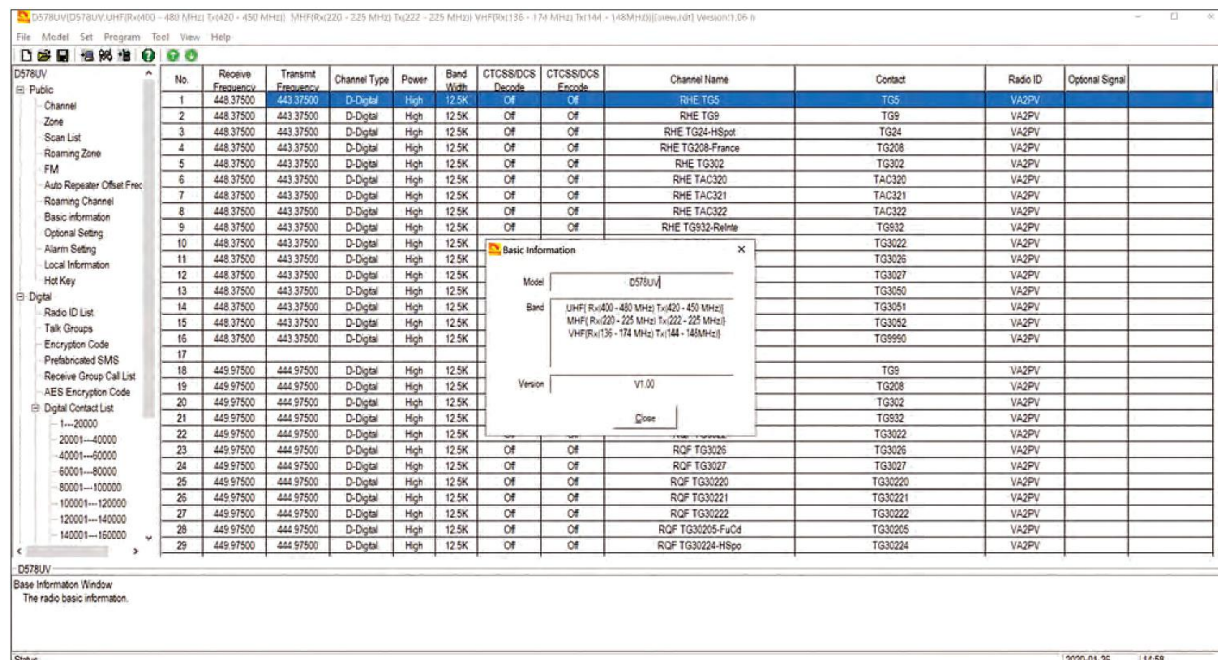 D578UV(D578UV.UHF{Rx(400 - 480 MHz) Tx(420 - 450 MHz)} MHF{Rx(220 - 225 MHz) Tx(222 - 225 MHz)} VHF{Rx(136 - 174 MHz) Tx(144 - 148MHz)}) Version:1.06
File Model Set Program Tool View Help
D578UV
Public
Channel
Zone
Scan List
Roaming Zone
FM
Auto Repeater Offset Frec
Roaming Channel
Basic information
Optional Setting
Alarm Setting
Local Information
Hot Key
Digital
Radio ID List
Talk Groups
Encryption Code
Prefabricated SMS
Receive Group Call List
AES Encryption Code
Digital Contact List
1---20000
20001---40000
40001---60000
60001---80000
80001---100000
100001---120000
120001---140000
140001---160000
No. Receive Frequency Transmit Frequency Channel Type Power Band Width CTCSS/DCS Decode CTCSS/DCS Encode Channel Name Contact Radio ID Optional Signal
1 448.37500 443.37500 D-Digital High 12.5K Off Off RHE TG5 TG5 VA2PV
2 448.37500 443.37500 D-Digital High 12.5K Off Off RHE TG9 TG9 VA2PV
3 448.37500 443.37500 D-Digital High 12.5K Off Off RHE TG24-HSpot TG24 VA2PV
4 448.37500 443.37500 D-Digital High 12.5K Off Off RHE TG208-France TG208 VA2PV
5 448.37500 443.37500 D-Digital High 12.5K Off Off RHE TG302 TG302 VA2PV
6 448.37500 443.37500 D-Digital High 12.5K Off Off RHE TAC320 TAC320 VA2PV
7 448.37500 443.37500 D-Digital High 12.5K Off Off RHE TAC321 TAC321 VA2PV
8 448.37500 443.37500 D-Digital High 12.5K Off Off RHE TAC322 TAC322 VA2PV
9 448.37500 443.37500 D-Digital High 12.5K Off Off RHE TG932-ReInte TG932 VA2PV
10 448.37500 443.37500 D-Digital High 12.5K TG3022 VA2PV
11 448.37500 443.37500 D-Digital High 12.5K TG3026 VA2PV
12 448.37500 443.37500 D-Digital High 12.5K TG3027 VA2PV
13 448.37500 443.37500 D-Digital High 12.5K TG3050 VA2PV
14 448.37500 443.37500 D-Digital High 12.5K TG3051 VA2PV
15 448.37500 443.37500 D-Digital High 12.5K TG3052 VA2PV
16 448.37500 443.37500 D-Digital High 12.5K TG9990 VA2PV
17
18 449.97500 444.97500 D-Digital High 12.5K TG9 VA2PV
19 449.97500 444.97500 D-Digital High 12.5K TG208 VA2PV
20 449.97500 444.97500 D-Digital High 12.5K TG302 VA2PV
21 449.97500 444.97500 D-Digital High 12.5K TG932 VA2PV
22 449.97500 444.97500 D-Digital High 12.5K TG3022 VA2PV
23 449.97500 444.97500 D-Digital High 12.5K Off Off RQF TG3026 TG3026 VA2PV
24 449.97500 444.97500 D-Digital High 12.5K Off Off RQF TG3027 TG3027 VA2PV
25 449.97500 444.97500 D-Digital High 12.5K Off Off RQF TG30220 TG30220 VA2PV
26 449.97500 444.97500 D-Digital High 12.5K Off Off RQF TG30221 TG30221 VA2PV
27 449.97500 444.97500 D-Digital High 12.5K Off Off RQF TG30222 TG30222 VA2PV
28 449.97500 444.97500 D-Digital High 12.5K Off Off RQF TG30205-FuCd TG30205 VA2PV
29 449.97500 444.97500 D-Digital High 12.5K Off Off RQF TG30224-HSpo TG30224 VA2PV
Basic Information
Model D578UV
Band UHF{ Rx(400 - 480 MHz) Tx(420 - 450 MHz)}
MHF{ Rx(220 - 225 MHz) Tx(222 - 225 MHz)}
VHF{Rx(136 - 174 MHz) Tx(144 - 148MHz)}
Version V1.00
Close
D578UV
Base Information Window
The radio basic information.
Status 2020-01-26 14:58